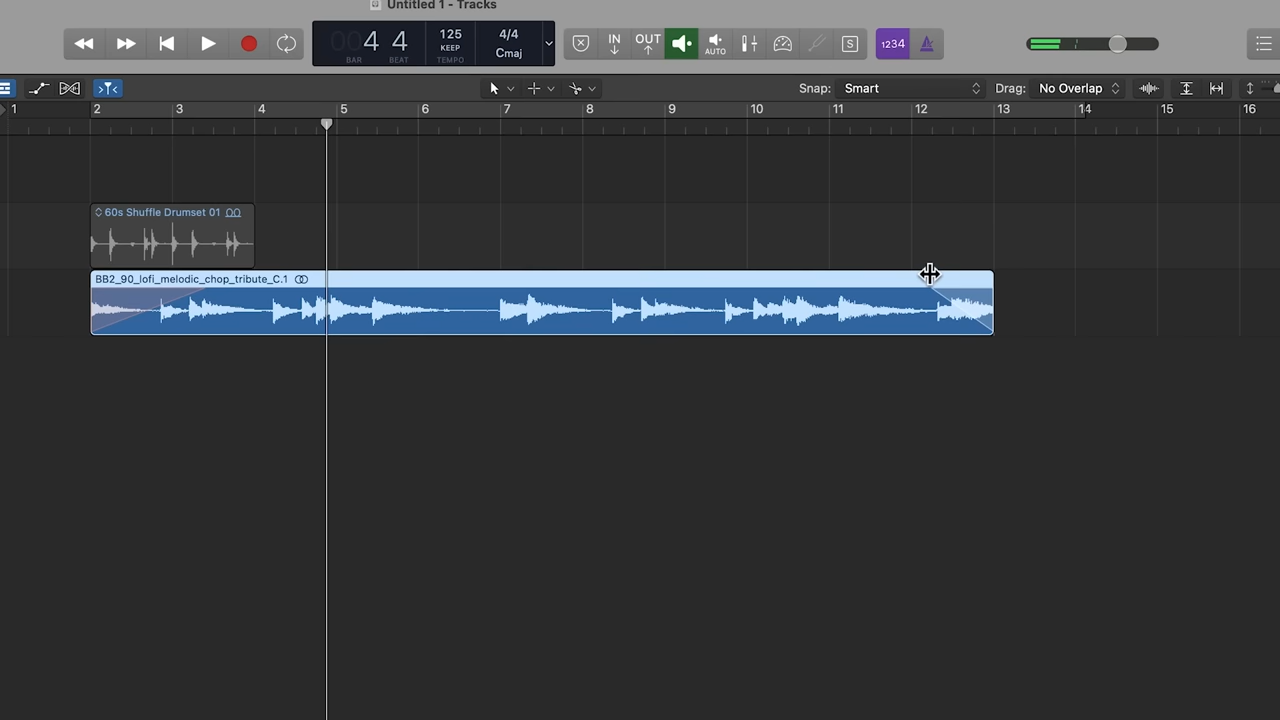 Untitled 1 - Tracks
004 4 125 4/4 IN OUT AUTO S 1234
KEEP Cmaj
BAR BEAT TEMPO
Snap: Smart Drag: No Overlap
1 2 3 4 5 6 7 8 9 10 11 12 13 14 15 16
60s Shuffle Drumset 01
BB2_90_lofi_melodic_chop_tribute_C.1